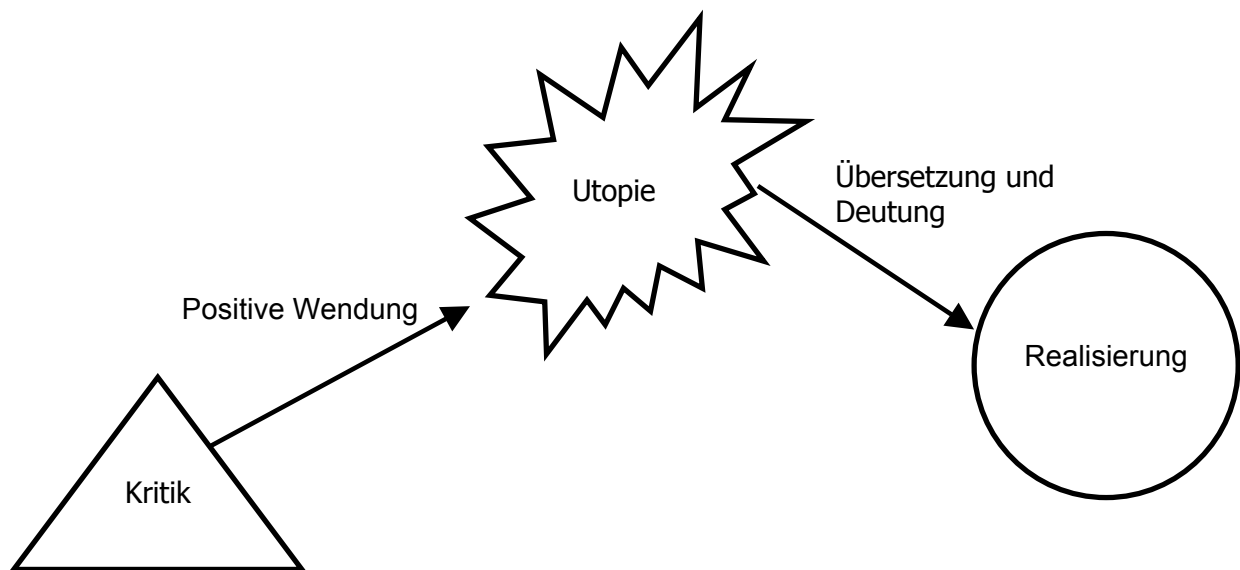 Utopie
Übersetzung und
Deutung
Positive Wendung
Realisierung
Kritik